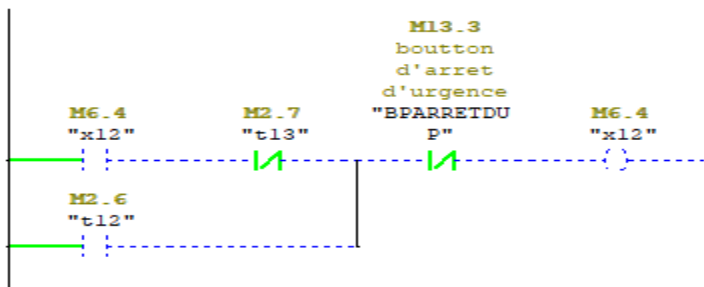 M13.3
boutton
d'arret
d'urgence
M6.4 M2.7 "BPARRETDU M6.4
"x12" "t13" P" "x12"
M2.6
"t12"